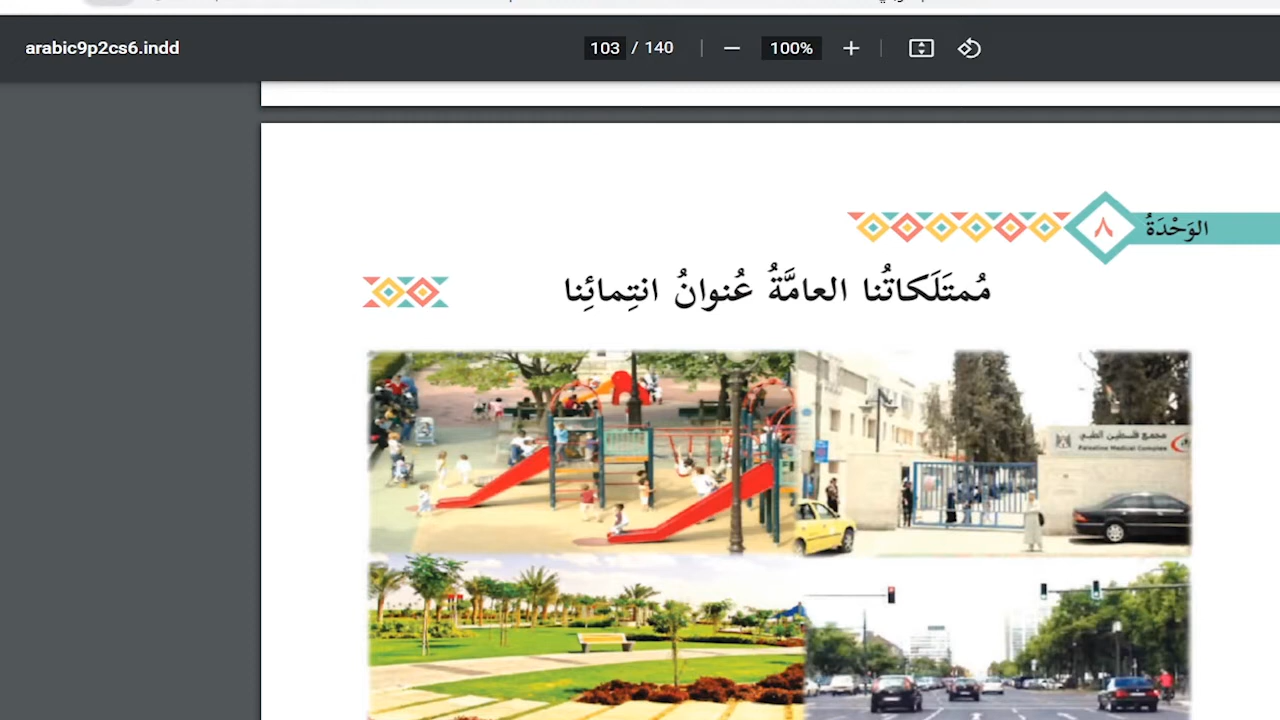 arabic9p2cs6.indd
103 / 140
100%
الوَحْدَةُ ٨
مُمتَلَكاتُنا العامَّةُ عُنوانُ انتِمائِنا
مجمع فلسطين الطبي
Palestine Medical Complex